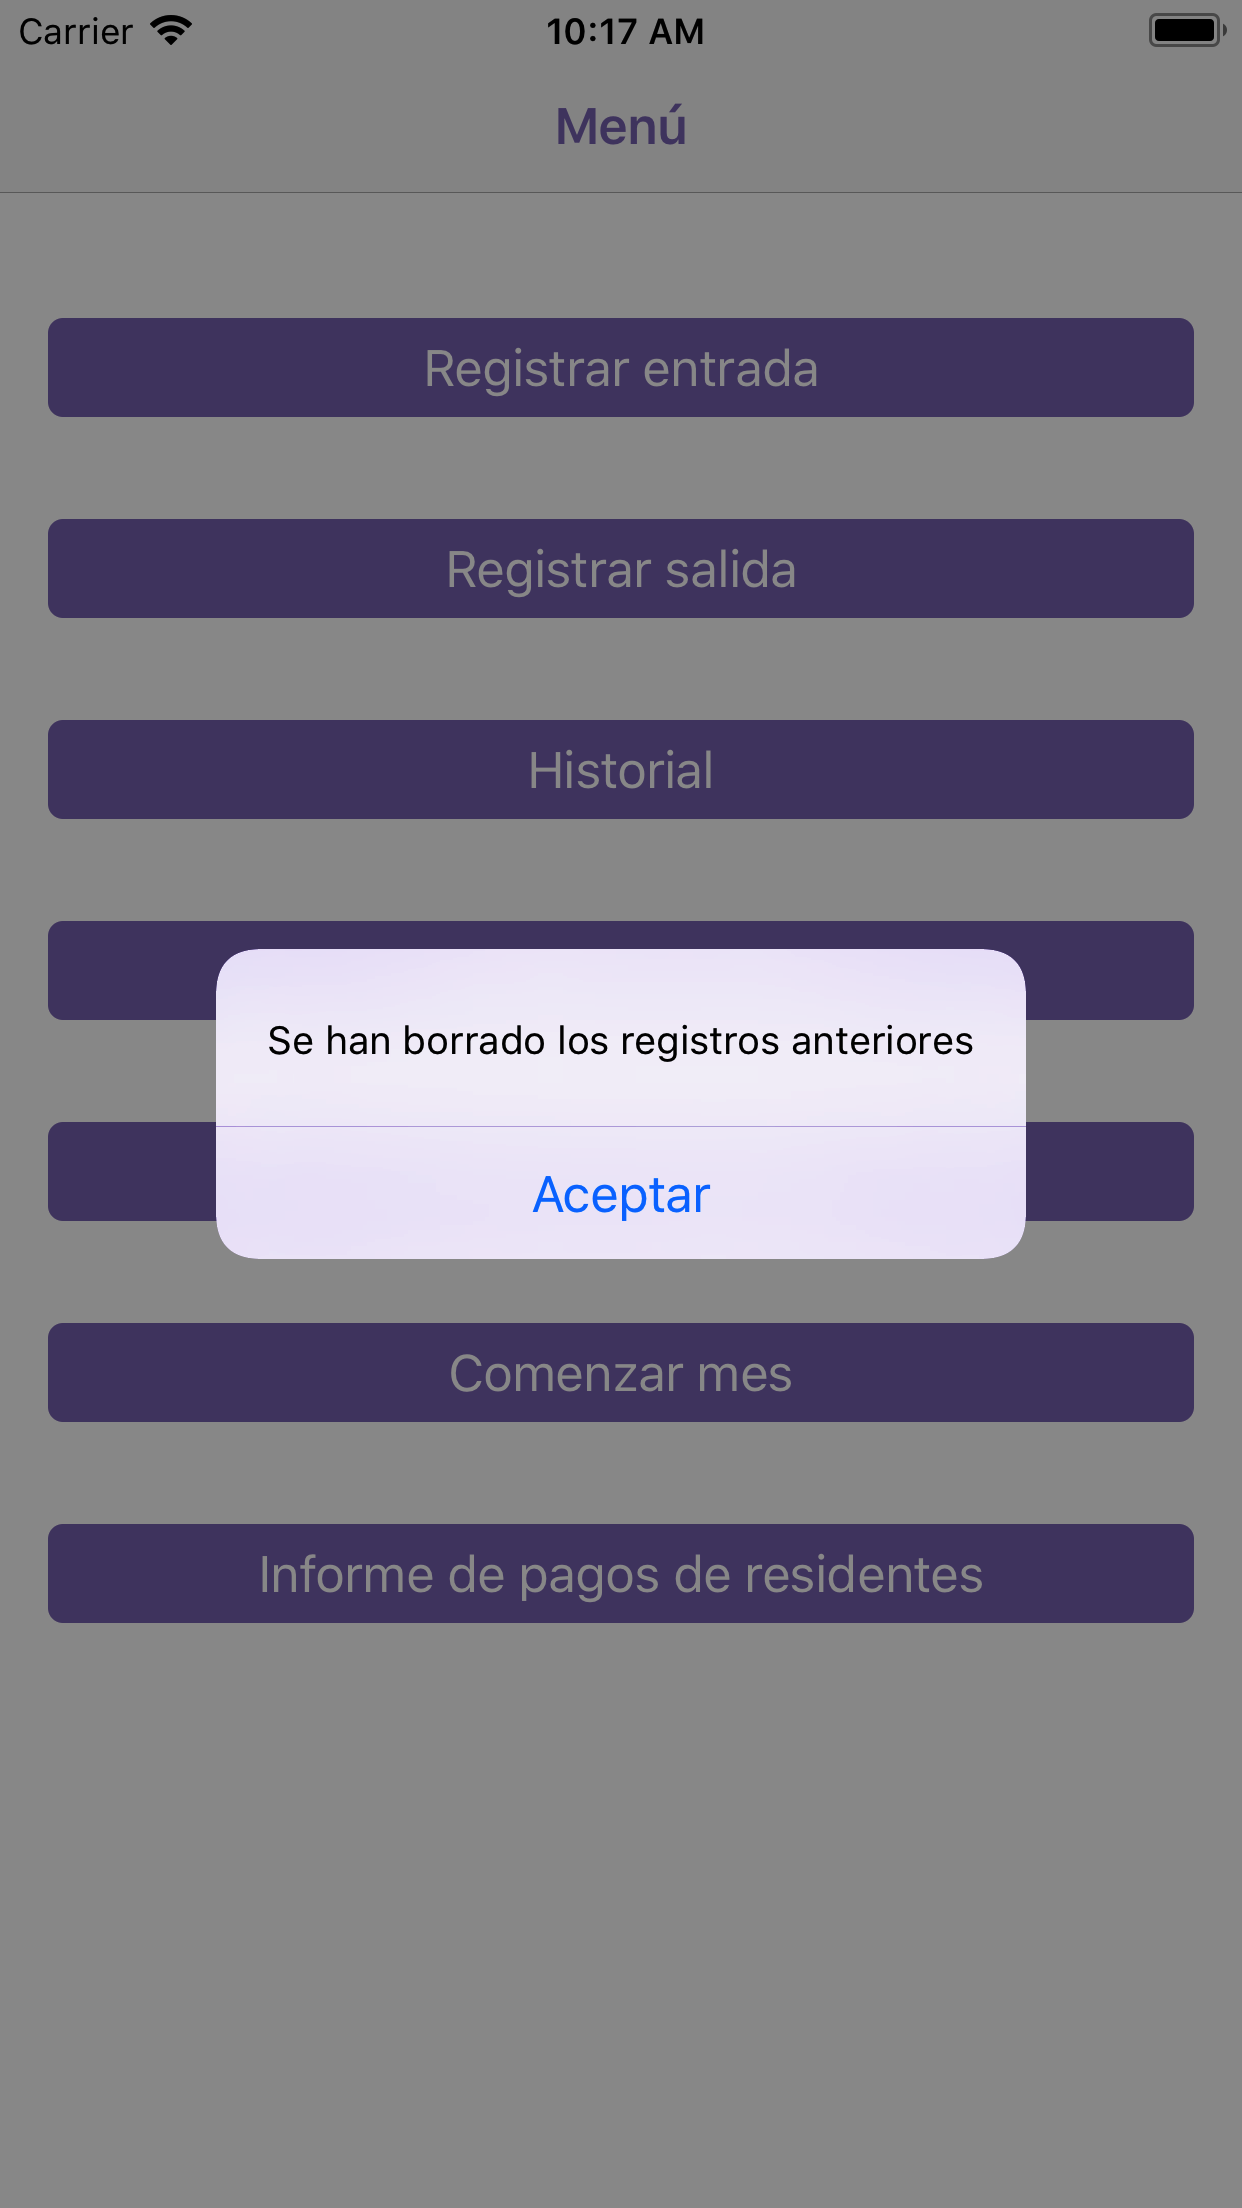 Carrier 10:17 AM
Menú
Registrar entrada
Registrar salida
Historial
Se han borrado los registros anteriores
Aceptar
Comenzar mes
Informe de pagos de residentes